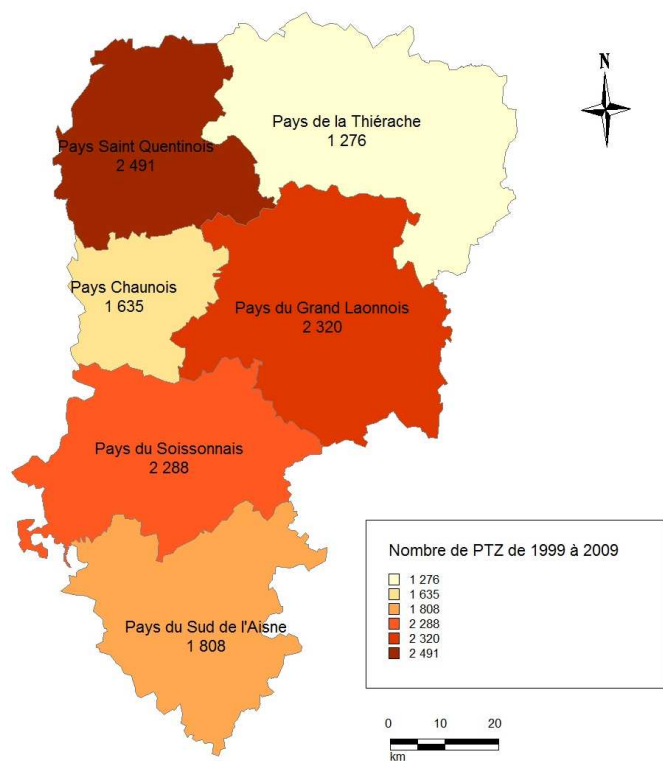 N
Pays de la Thiérache
1 276
Pays Saint Quentinois
2 491
Pays Chaunois
1 635
Pays du Grand Laonnois
2 320
Pays du Soissonnais
2 288
Pays du Sud de l'Aisne
1 808
Nombre de PTZ de 1999 à 2009
1 276
1 635
1 808
2 288
2 320
2 491
0 10 20
km